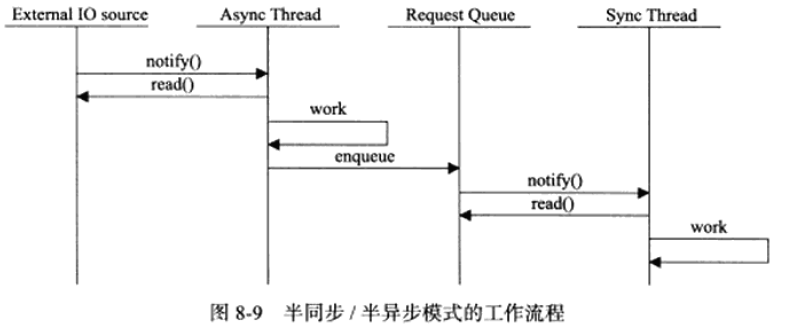 External IO source Async Thread Request Queue Sync Thread
notify()
read()
work
enqueue
notify()
read()
work
图 8-9 半同步 / 半异步模式的工作流程